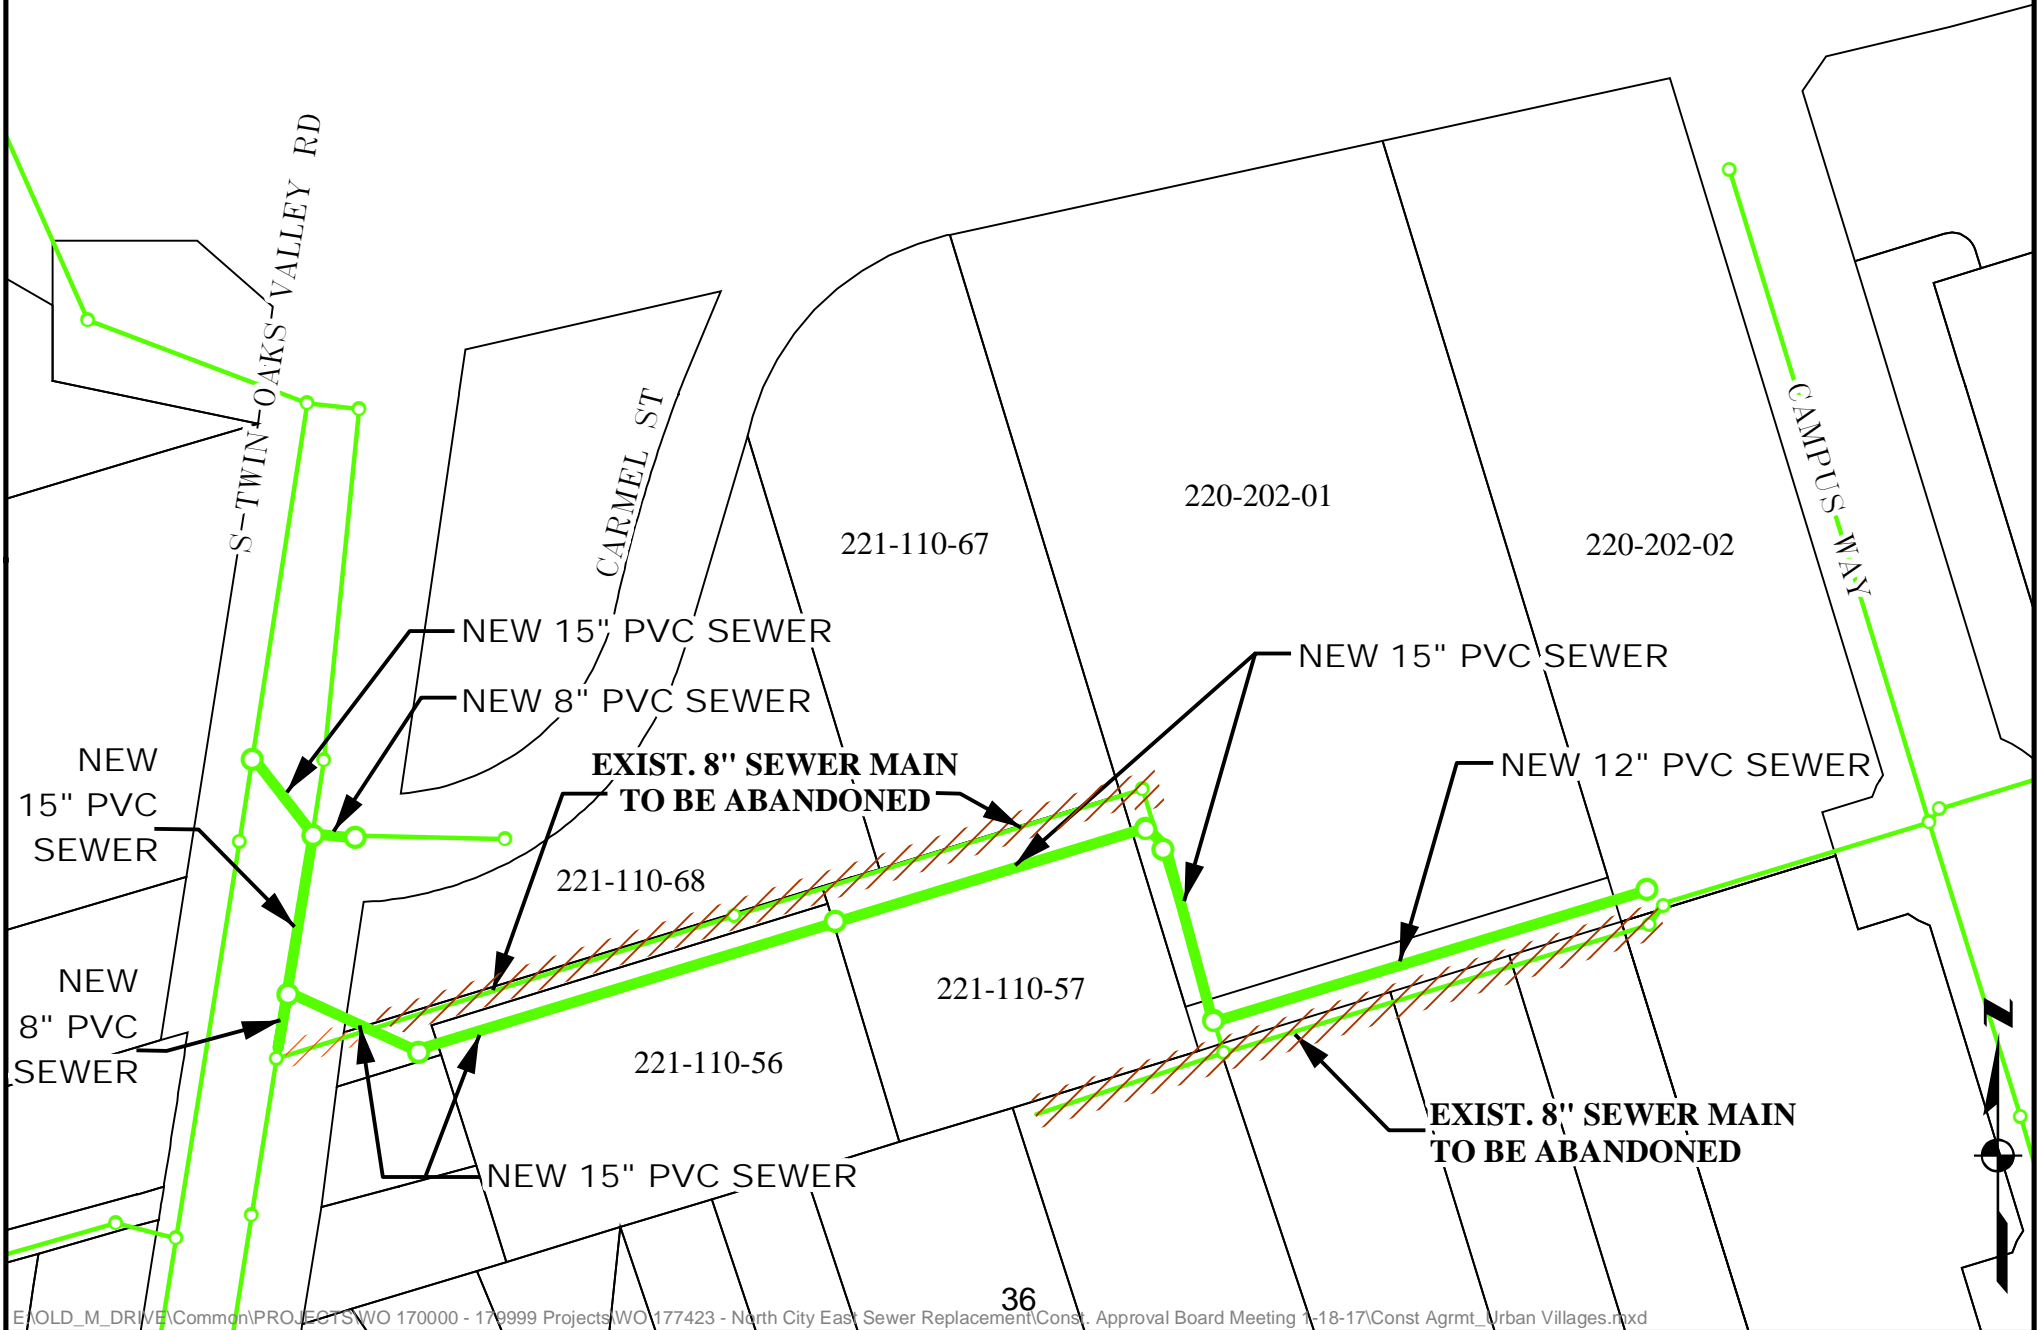 S TWIN OAKS VALLEY RD
CARMEL ST
CAMPUS WAY
220-202-01
221-110-67
220-202-02
NEW 15" PVC SEWER
NEW 15" PVC SEWER
NEW 8" PVC SEWER
NEW
15" PVC
SEWER
EXIST. 8" SEWER MAIN
TO BE ABANDONED
NEW 12" PVC SEWER
221-110-68
NEW
8" PVC
SEWER
221-110-57
221-110-56
Z
EXIST. 8" SEWER MAIN
TO BE ABANDONED
NEW 15" PVC SEWER
36
E:\OLD_M_DRIVE\Common\PROJECTS\WO 170000 - 179999 Projects\WO 177423 - North City East Sewer Replacement\Const. Approval Board Meeting 1-18-17\Const Agrmt_Urban Villages.mxd